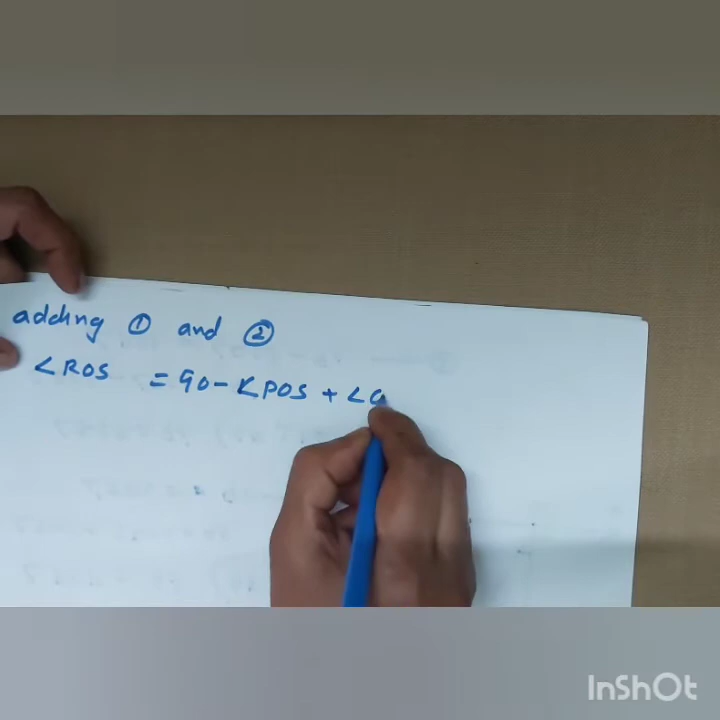 adding ① and ②
∠ROS = 90 - ∠POS + ∠Q
InShOt